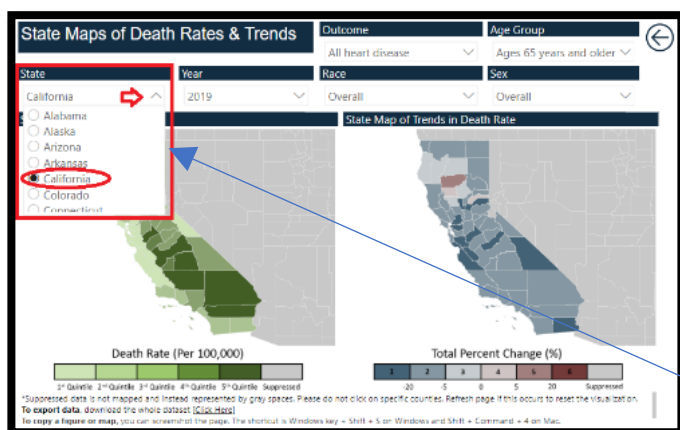 State Maps of Death Rates & Trends
Outcome
Age Group
All heart disease
Ages 65 years and older
State
Year
Race
Sex
California
2019
Overall
Overall
Alabama
Alaska
Arizona
Arkansas
California
Colorado
Connecticut
State Map of Trends in Death Rate
Death Rate (Per 100,000)
Total Percent Change (%)
1 2 3 4 5 6
1st Quintile 2nd Quintile 3rd Quintile 4th Quintile 5th Quintile Suppressed
-20 -5 0 5 20 Suppressed
*Suppressed data is not mapped and instead represented by gray spaces. Please do not click on specific counties. Refresh page if this occurs to reset the visualization.
To export data, download the whole dataset [Click Here]
To copy a figure or map, you can screenshot the page. The shortcut is Windows key + Shift + S on Windows and Shift + Command + 4 on Mac.